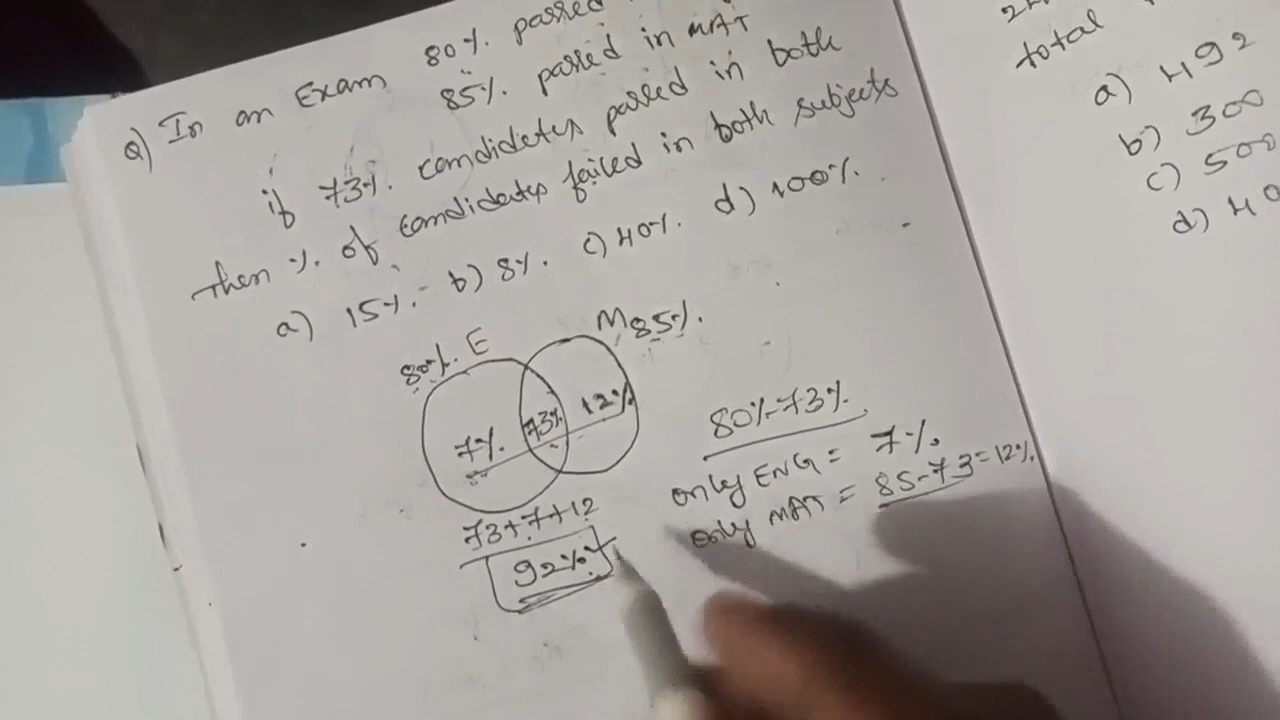 Q) In an Exam 80% passed
85% passed in MAT
if 73% candidates passed in both
then % of candidates failed in both subjects
a) 15% b) 8% c) 40% d) 100%
80% E M 85%
7% 73% 12%
73+7+12
92%
80%-73%
only ENG = 7%
only MAT = 85-73=12%
total
a) 492
b) 300
c) 500
d) 40